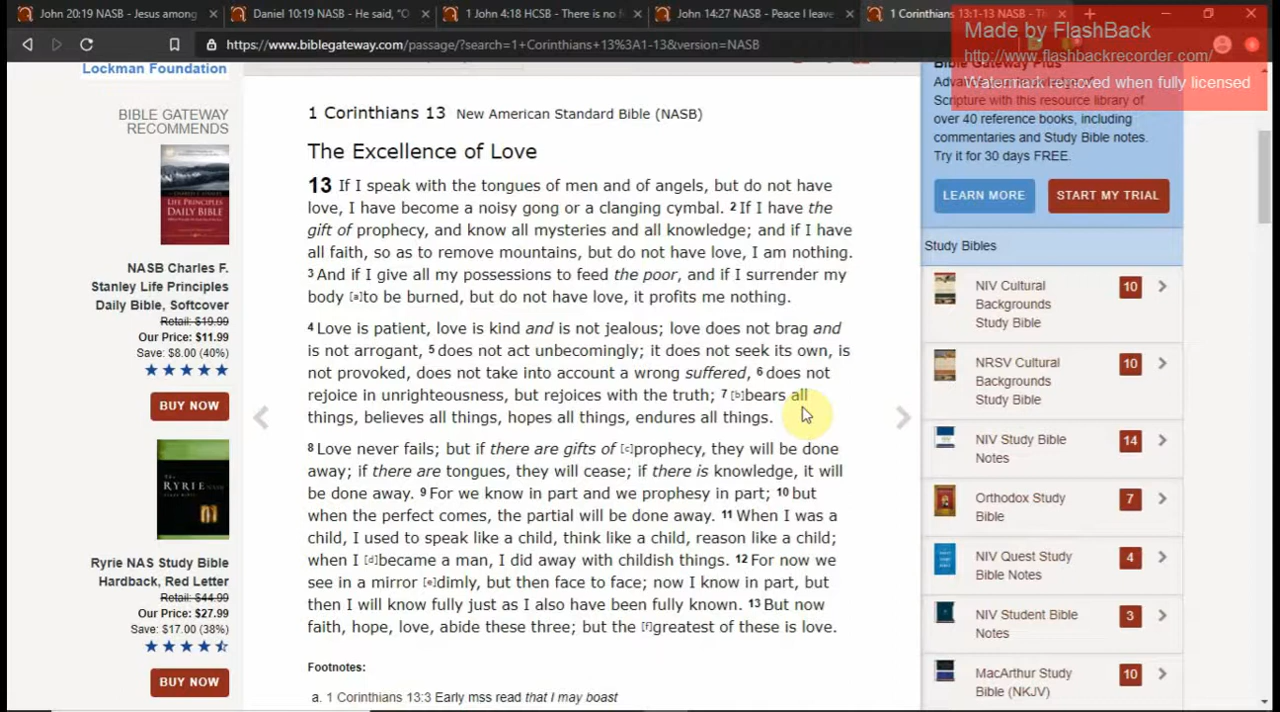 John 20:19 NASB - Jesus among
Daniel 10:19 NASB - He said, "O
1 John 4:18 HCSB - There is no f
John 14:27 NASB - Peace I leave
1 Corinthians 13:1-13 NASB - Th
https://www.biblegateway.com/passage/?search=1+Corinthians+13%3A1-13&version=NASB
Made by FlashBack
http://www.flashbackrecorder.com/
Watermark removed when fully licensed
Lockman Foundation
BIBLE GATEWAY
RECOMMENDS
LIFE PRINCIPLES
DAILY BIBLE
NASB Charles F.
Stanley Life Principles
Daily Bible, Softcover
Retail: $19.99
Our Price: $11.99
Save: $8.00 (40%)
BUY NOW
THE
RYRIE
Ryrie NAS Study Bible
Hardback, Red Letter
Retail: $44.99
Our Price: $27.99
Save: $17.00 (38%)
BUY NOW
1 Corinthians 13 New American Standard Bible (NASB)
The Excellence of Love
13 If I speak with the tongues of men and of angels, but do not have
love, I have become a noisy gong or a clanging cymbal. 2 If I have the
gift of prophecy, and know all mysteries and all knowledge; and if I have
all faith, so as to remove mountains, but do not have love, I am nothing.
3 And if I give all my possessions to feed the poor, and if I surrender my
body [a]to be burned, but do not have love, it profits me nothing.
4 Love is patient, love is kind and is not jealous; love does not brag and
is not arrogant, 5 does not act unbecomingly; it does not seek its own, is
not provoked, does not take into account a wrong suffered, 6 does not
rejoice in unrighteousness, but rejoices with the truth; 7 [b]bears all
things, believes all things, hopes all things, endures all things.
8 Love never fails; but if there are gifts of [c]prophecy, they will be done
away; if there are tongues, they will cease; if there is knowledge, it will
be done away. 9 For we know in part and we prophesy in part; 10 but
when the perfect comes, the partial will be done away. 11 When I was a
child, I used to speak like a child, think like a child, reason like a child;
when I [d]became a man, I did away with childish things. 12 For now we
see in a mirror [e]dimly, but then face to face; now I know in part, but
then I will know fully just as I also have been fully known. 13 But now
faith, hope, love, abide these three; but the [f]greatest of these is love.
Footnotes:
a. 1 Corinthians 13:3 Early mss read that I may boast
Bible Gateway Plus
Scripture with this resource library of
over 40 reference books, including
commentaries and Study Bible notes.
Try it for 30 days FREE.
LEARN MORE
START MY TRIAL
Study Bibles
NIV Cultural
Backgrounds
Study Bible
10
NRSV Cultural
Backgrounds
Study Bible
10
NIV Study Bible
Notes
14
Orthodox Study
Bible
7
NIV Quest Study
Bible Notes
4
NIV Student Bible
Notes
3
MacArthur Study
Bible (NKJV)
10